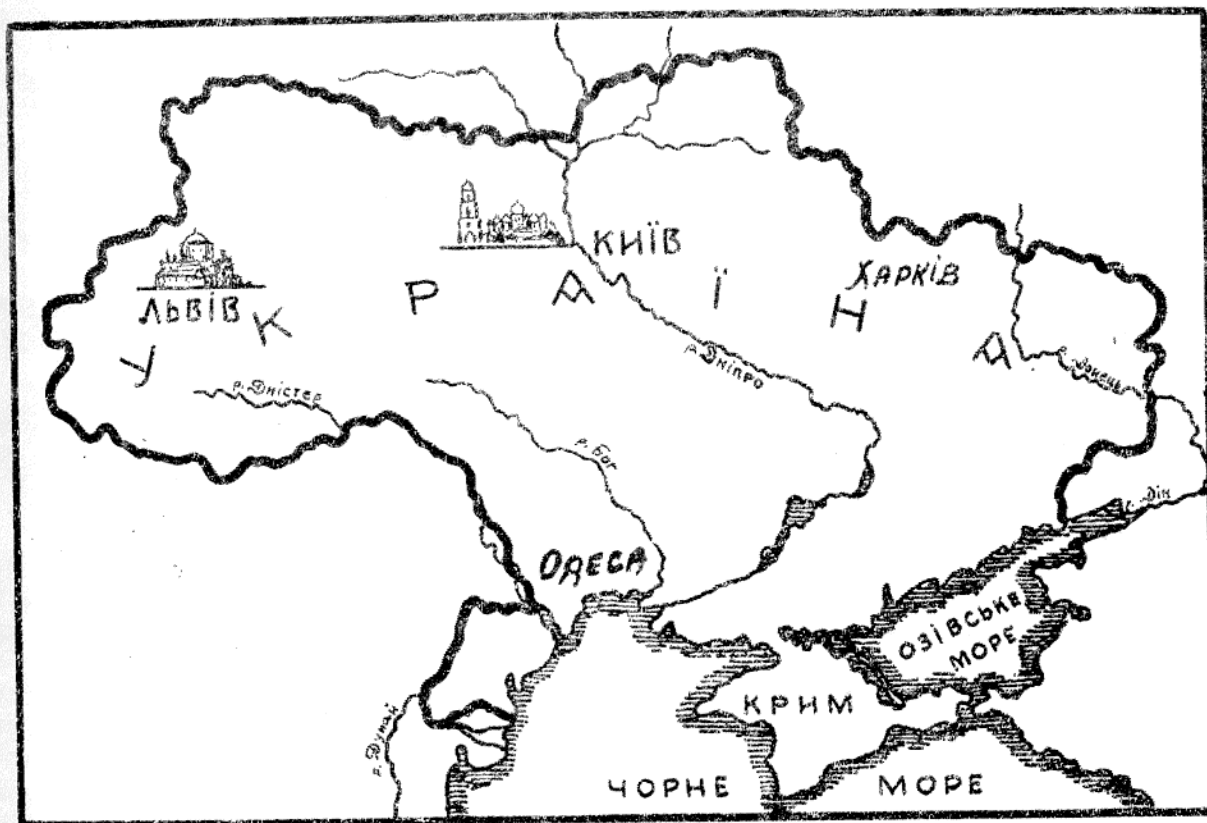 КИЇВ
ХАРКІВ
ЛЬВІВ
У К Р А Ї Н А
р. Дніпро
р. Донець
р. Дністер
р. Бог
р. Дін
ОДЕСА
ОЗІВСЬКЕ
МОРЕ
КРИМ
р. Дунай
ЧОРНЕ МОРЕ